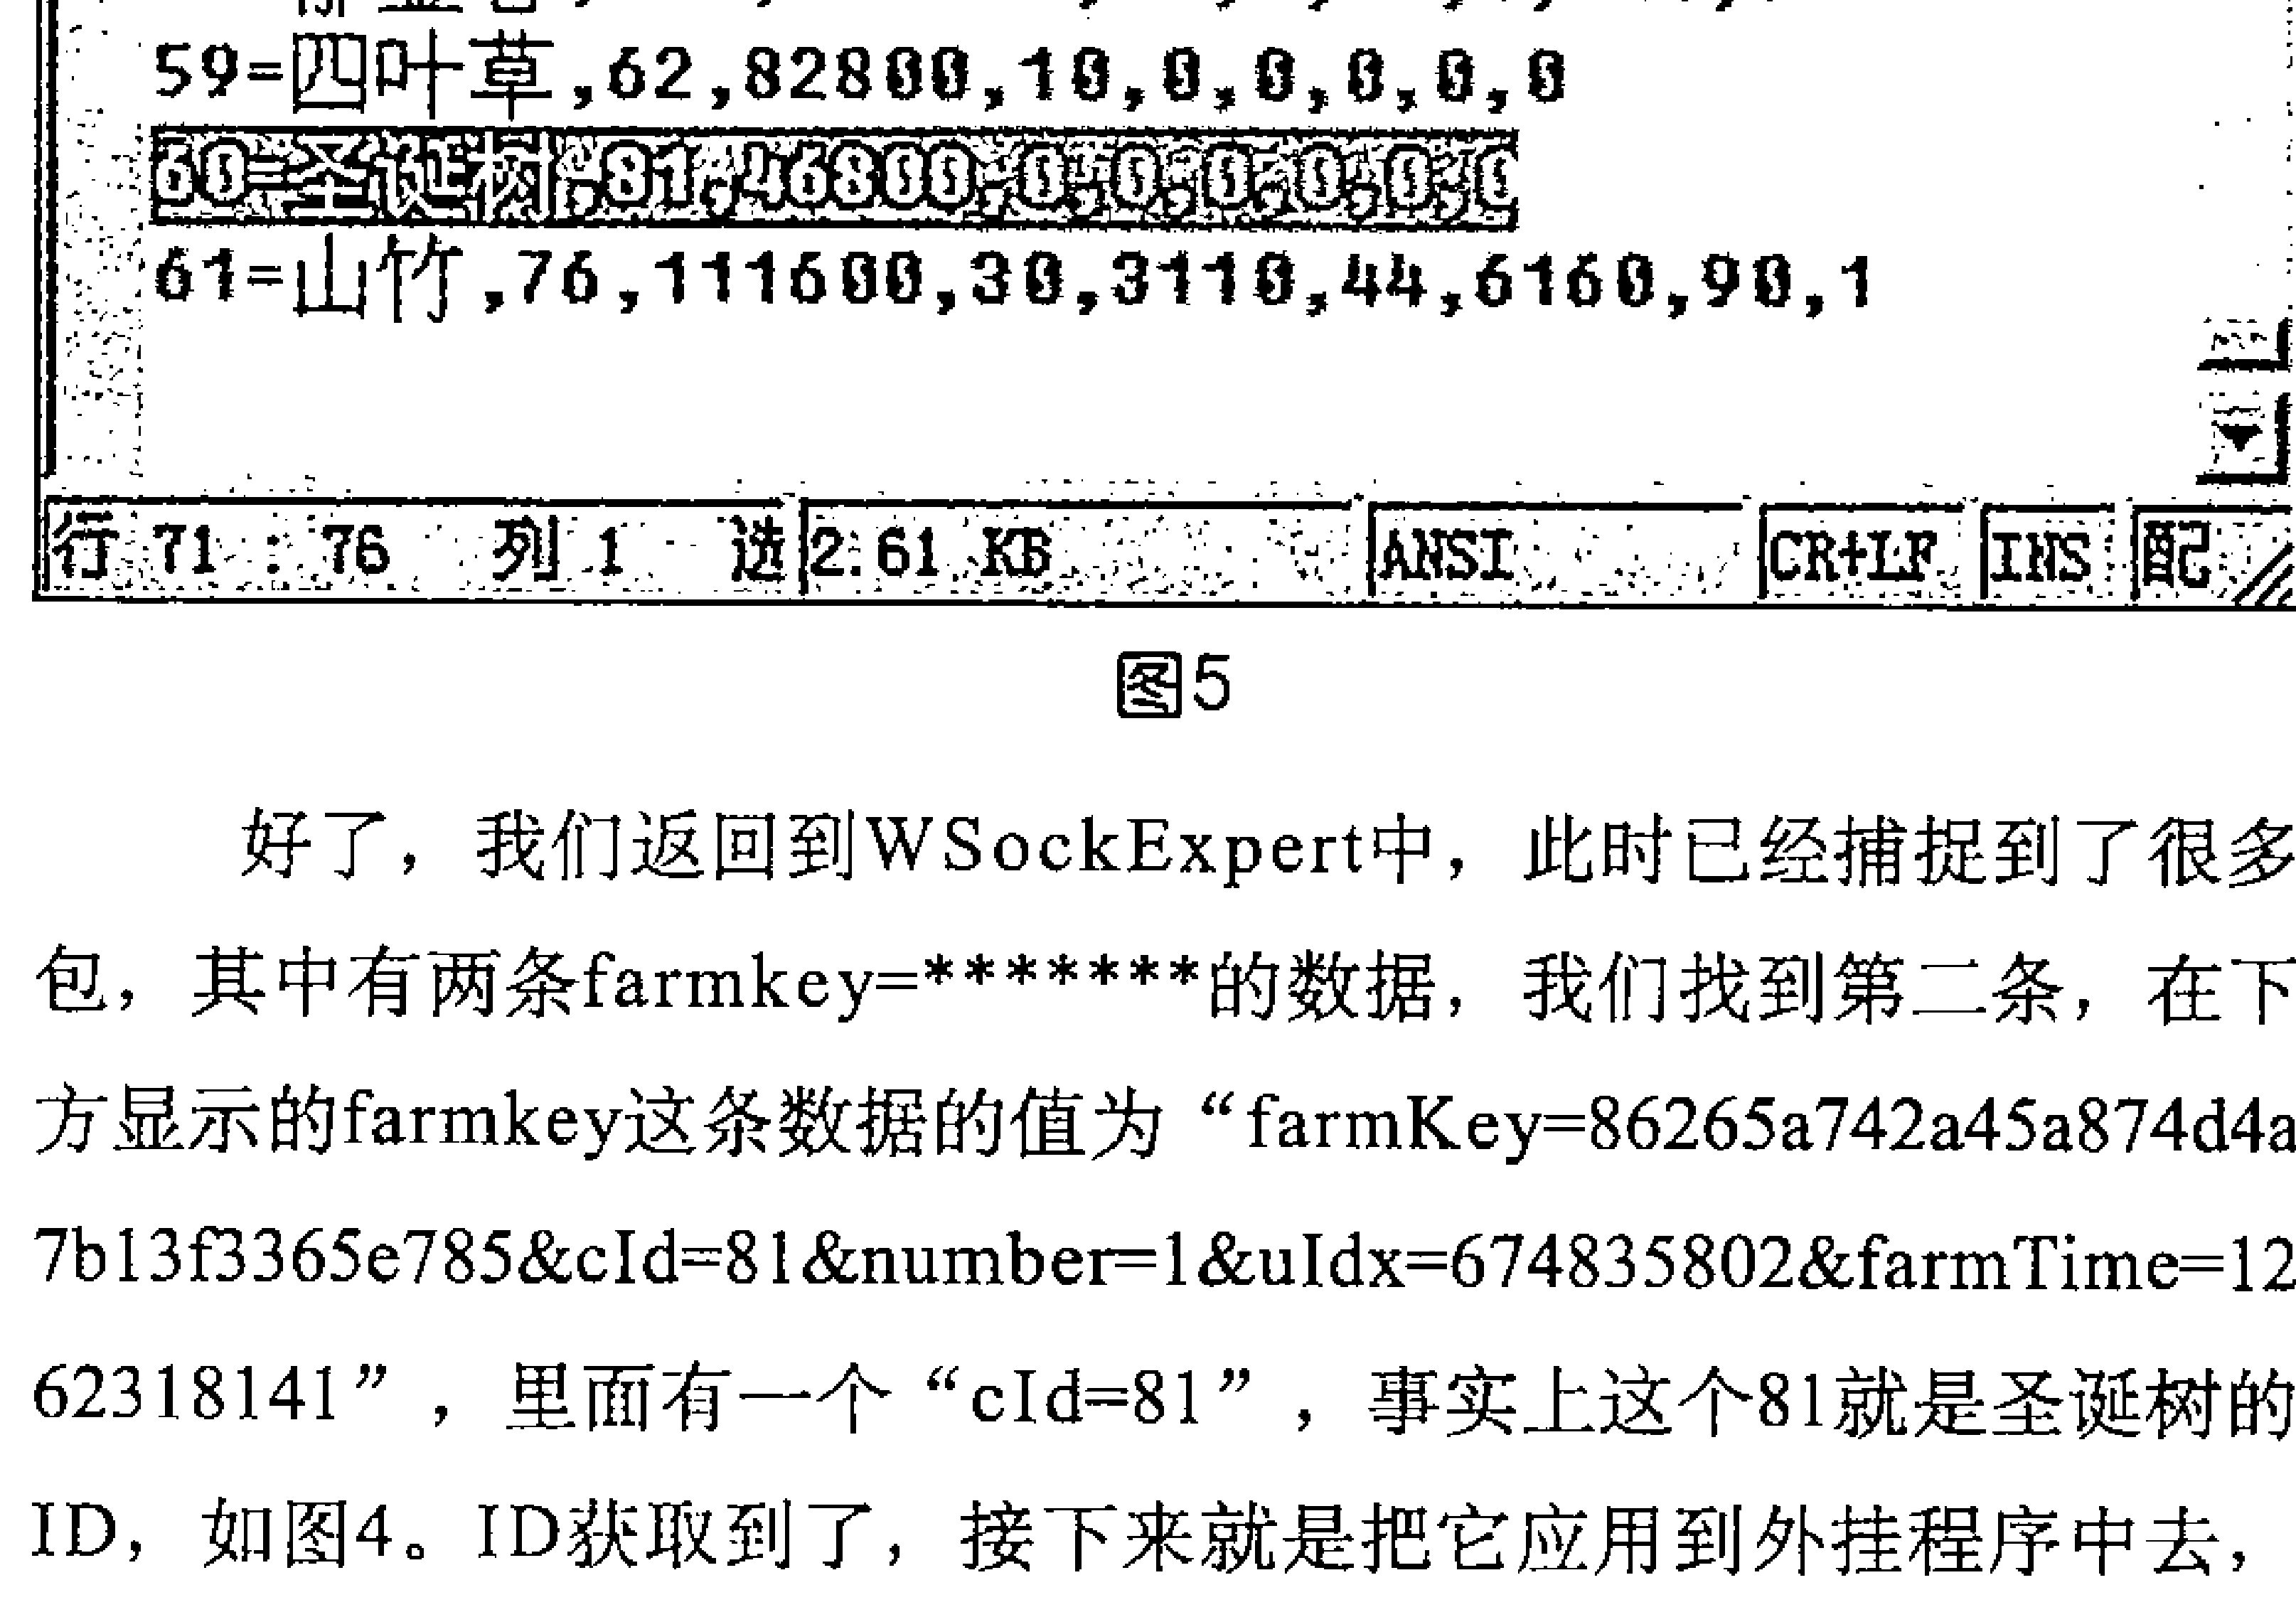 59=四叶草,62,82800,10,0,0,0,0,0
60=圣诞树,81,46800,0,0,0,0,0,0
61=山竹,76,111600,30,3110,44,6160,90,1
行 71 : 76 列 1 选 2.61 KB ANSI CR+LF INS 配
图5
好了，我们返回到WSockExpert中，此时已经捕捉到了很多
包，其中有两条farmkey=*******的数据，我们找到第二条，在下
方显示的farmkey这条数据的值为“farmKey=86265a742a45a874d4a
7b13f3365e785&cId=81&number=1&uIdx=674835802&farmTime=12
62318141”，里面有一个“cId=81”，事实上这个81就是圣诞树的
ID，如图4。ID获取到了，接下来就是把它应用到外挂程序中去，